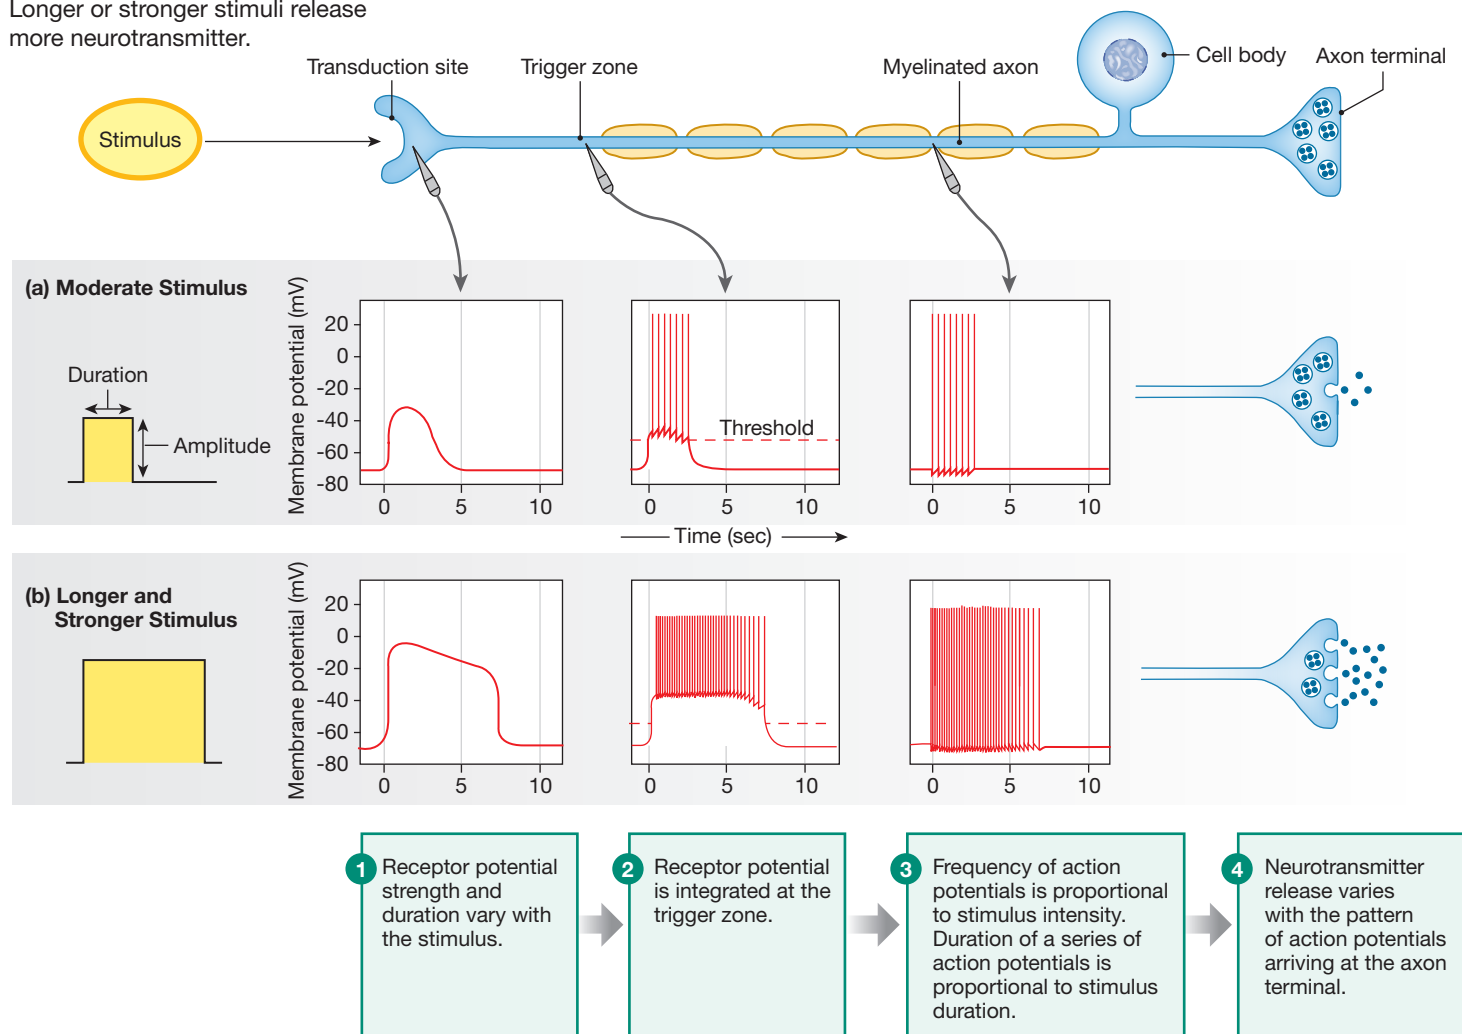 Longer or stronger stimuli release
more neurotransmitter.
Transduction site
Trigger zone
Myelinated axon
Cell body
Axon terminal
Stimulus
(a) Moderate Stimulus
Duration
Amplitude
Membrane potential (mV)
20
0
-20
-40
-60
-80
0
5
10
Threshold
0
5
10
0
5
10
Time (sec)
(b) Longer and
Stronger Stimulus
Membrane potential (mV)
20
0
-20
-40
-60
-80
0
5
10
0
5
10
0
5
10
1
Receptor potential
strength and
duration vary with
the stimulus.
2
Receptor potential
is integrated at the
trigger zone.
3
Frequency of action
potentials is proportional
to stimulus intensity.
Duration of a series of
action potentials is
proportional to stimulus
duration.
4
Neurotransmitter
release varies
with the pattern
of action potentials
arriving at the axon
terminal.